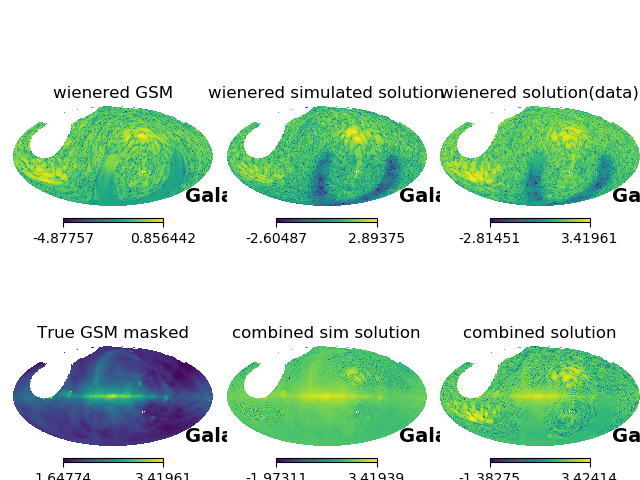 wienered GSM
wienered simulated solution
wienered solution(data)
Gala
Gala
Ga
-4.87757 0.856442
-2.60487 2.89375
-2.81451 3.41961
True GSM masked
combined sim solution
combined solution
Gala
Gala
Ga
1.64774 3.41961
-1.97311 3.41939
-1.38275 3.42414